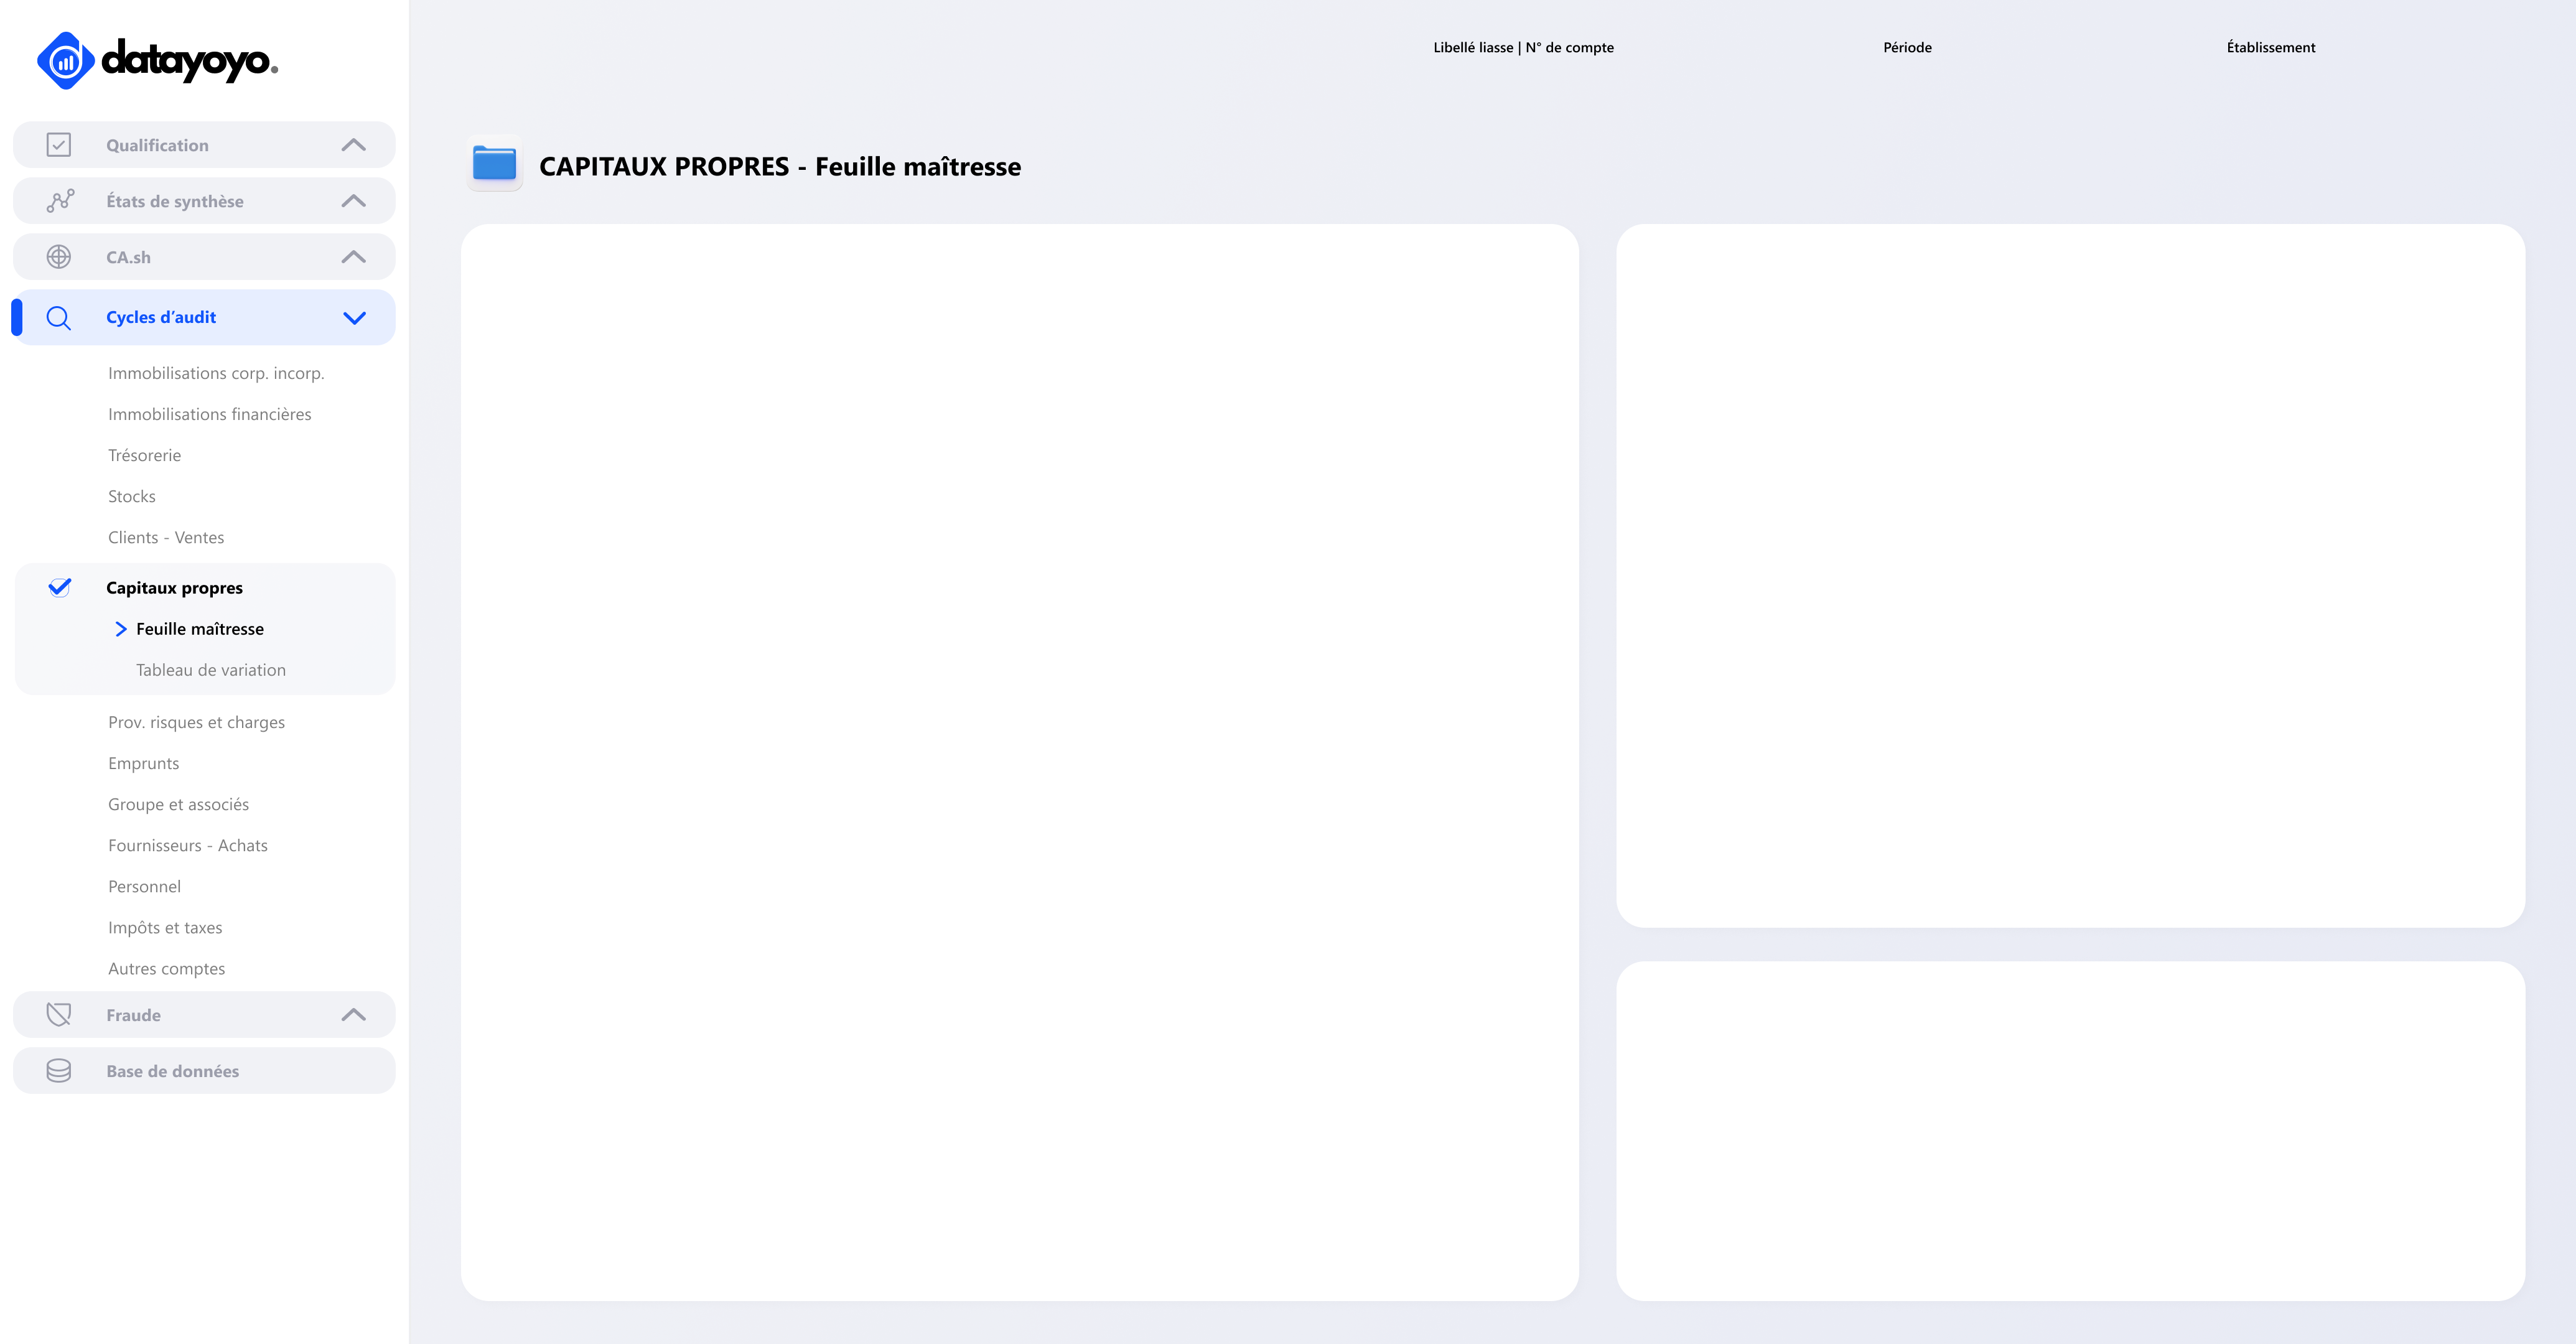 datayoyo.
Libellé liasse | N° de compte
Période
Établissement
Qualification
États de synthèse
CA.sh
Cycles d’audit
Immobilisations corp. incorp.
Immobilisations financières
Trésorerie
Stocks
Clients - Ventes
Capitaux propres
Feuille maîtresse
Tableau de variation
Prov. risques et charges
Emprunts
Groupe et associés
Fournisseurs - Achats
Personnel
Impôts et taxes
Autres comptes
Fraude
Base de données
CAPITAUX PROPRES - Feuille maîtresse